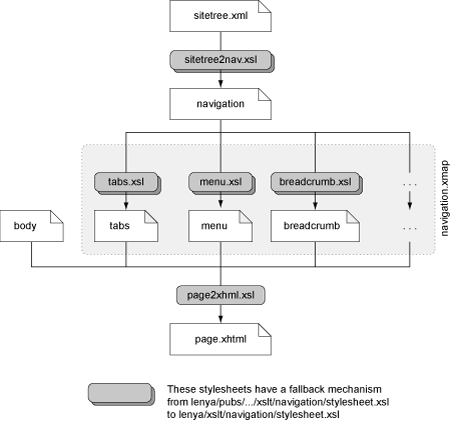 sitetree.xml
sitetree2nav.xsl
navigation
tabs.xsl
menu.xsl
breadcrumb.xsl
. . .
navigation.xmap
body
tabs
menu
breadcrumb
. . .
page2xhml.xsl
page.xhtml
These stylesheets have a fallback mechanism
from lenya/pubs/.../xslt/navigation/stylesheet.xsl
to lenya/xslt/navigation/stylesheet.xsl